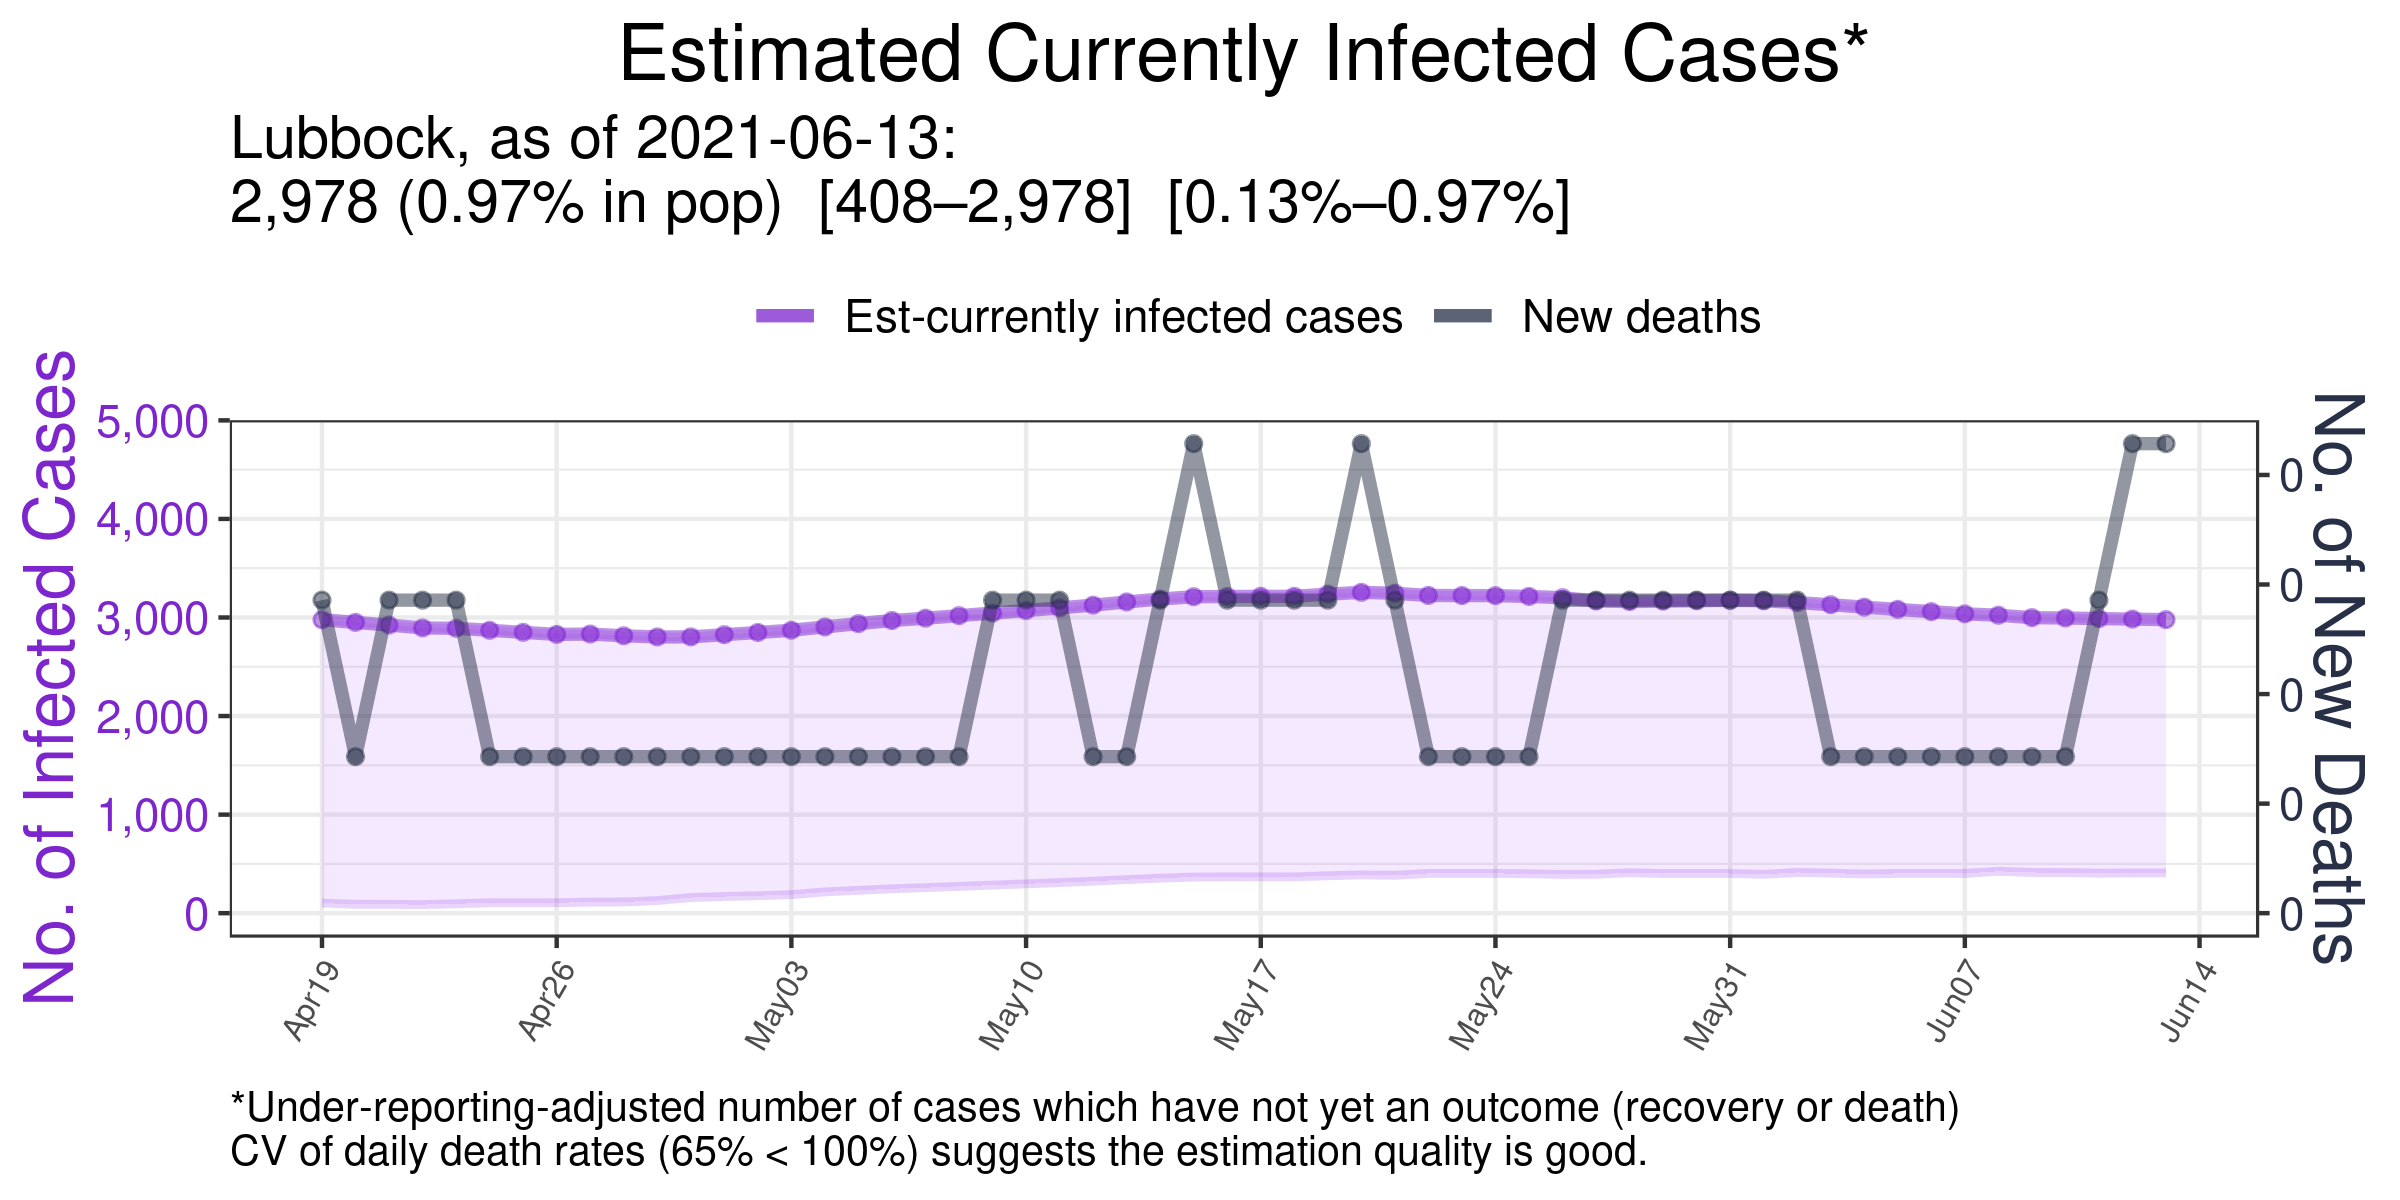 Estimated Currently Infected Cases*
Lubbock, as of 2021-06-13:
2,978 (0.97% in pop)  [408–2,978]  [0.13%–0.97%]
Est-currently infected cases
New deaths
No. of Infected Cases
5,000
4,000
3,000
2,000
1,000
0
No. of New Deaths
0
0
0
0
0
Apr19
Apr26
May03
May10
May17
May24
May31
Jun07
Jun14
*Under-reporting-adjusted number of cases which have not yet an outcome (recovery or death)
CV of daily death rates (65% < 100%) suggests the estimation quality is good.